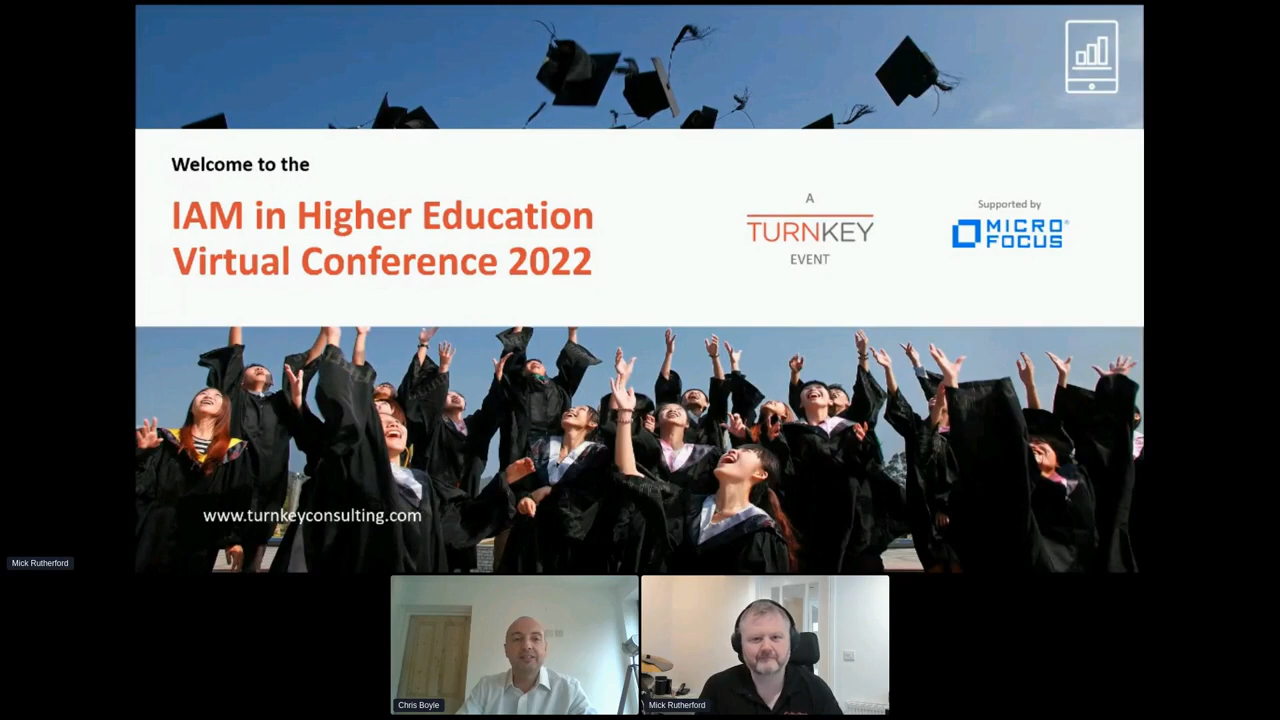 Welcome to the
IAM in Higher Education
Virtual Conference 2022
A
TURNKEY
EVENT
Supported by
MICRO
FOCUS
www.turnkeyconsulting.com
Mick Rutherford
Chris Boyle
Mick Rutherford